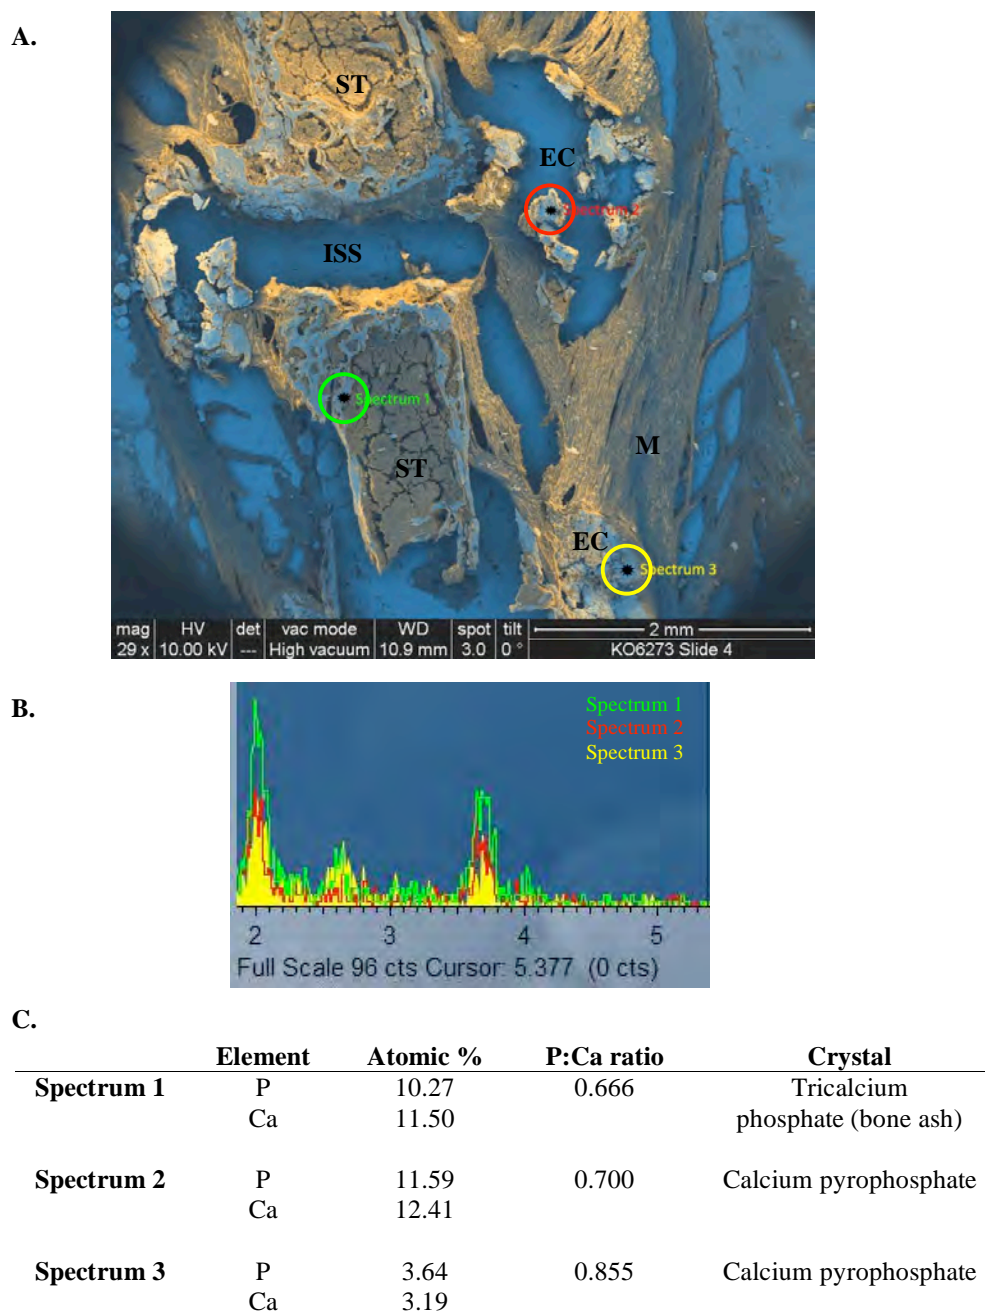 A.
ST
EC
Spectrum 2
ISS
Spectrum 1
ST
M
EC
Spectrum 3
mag HV det vac mode WD spot tilt 2 mm
29 x 10.00 kV --- High vacuum 10.9 mm 3.0 0 ° KO6273 Slide 4
B.
Spectrum 1
Spectrum 2
Spectrum 3
2 3 4 5
Full Scale 96 cts Cursor: 5.377 (0 cts)
C.
Element Atomic % P:Ca ratio Crystal
Spectrum 1 P 10.27 0.666 Tricalcium
Ca 11.50 phosphate (bone ash)
Spectrum 2 P 11.59 0.700 Calcium pyrophosphate
Ca 12.41
Spectrum 3 P 3.64 0.855 Calcium pyrophosphate
Ca 3.19